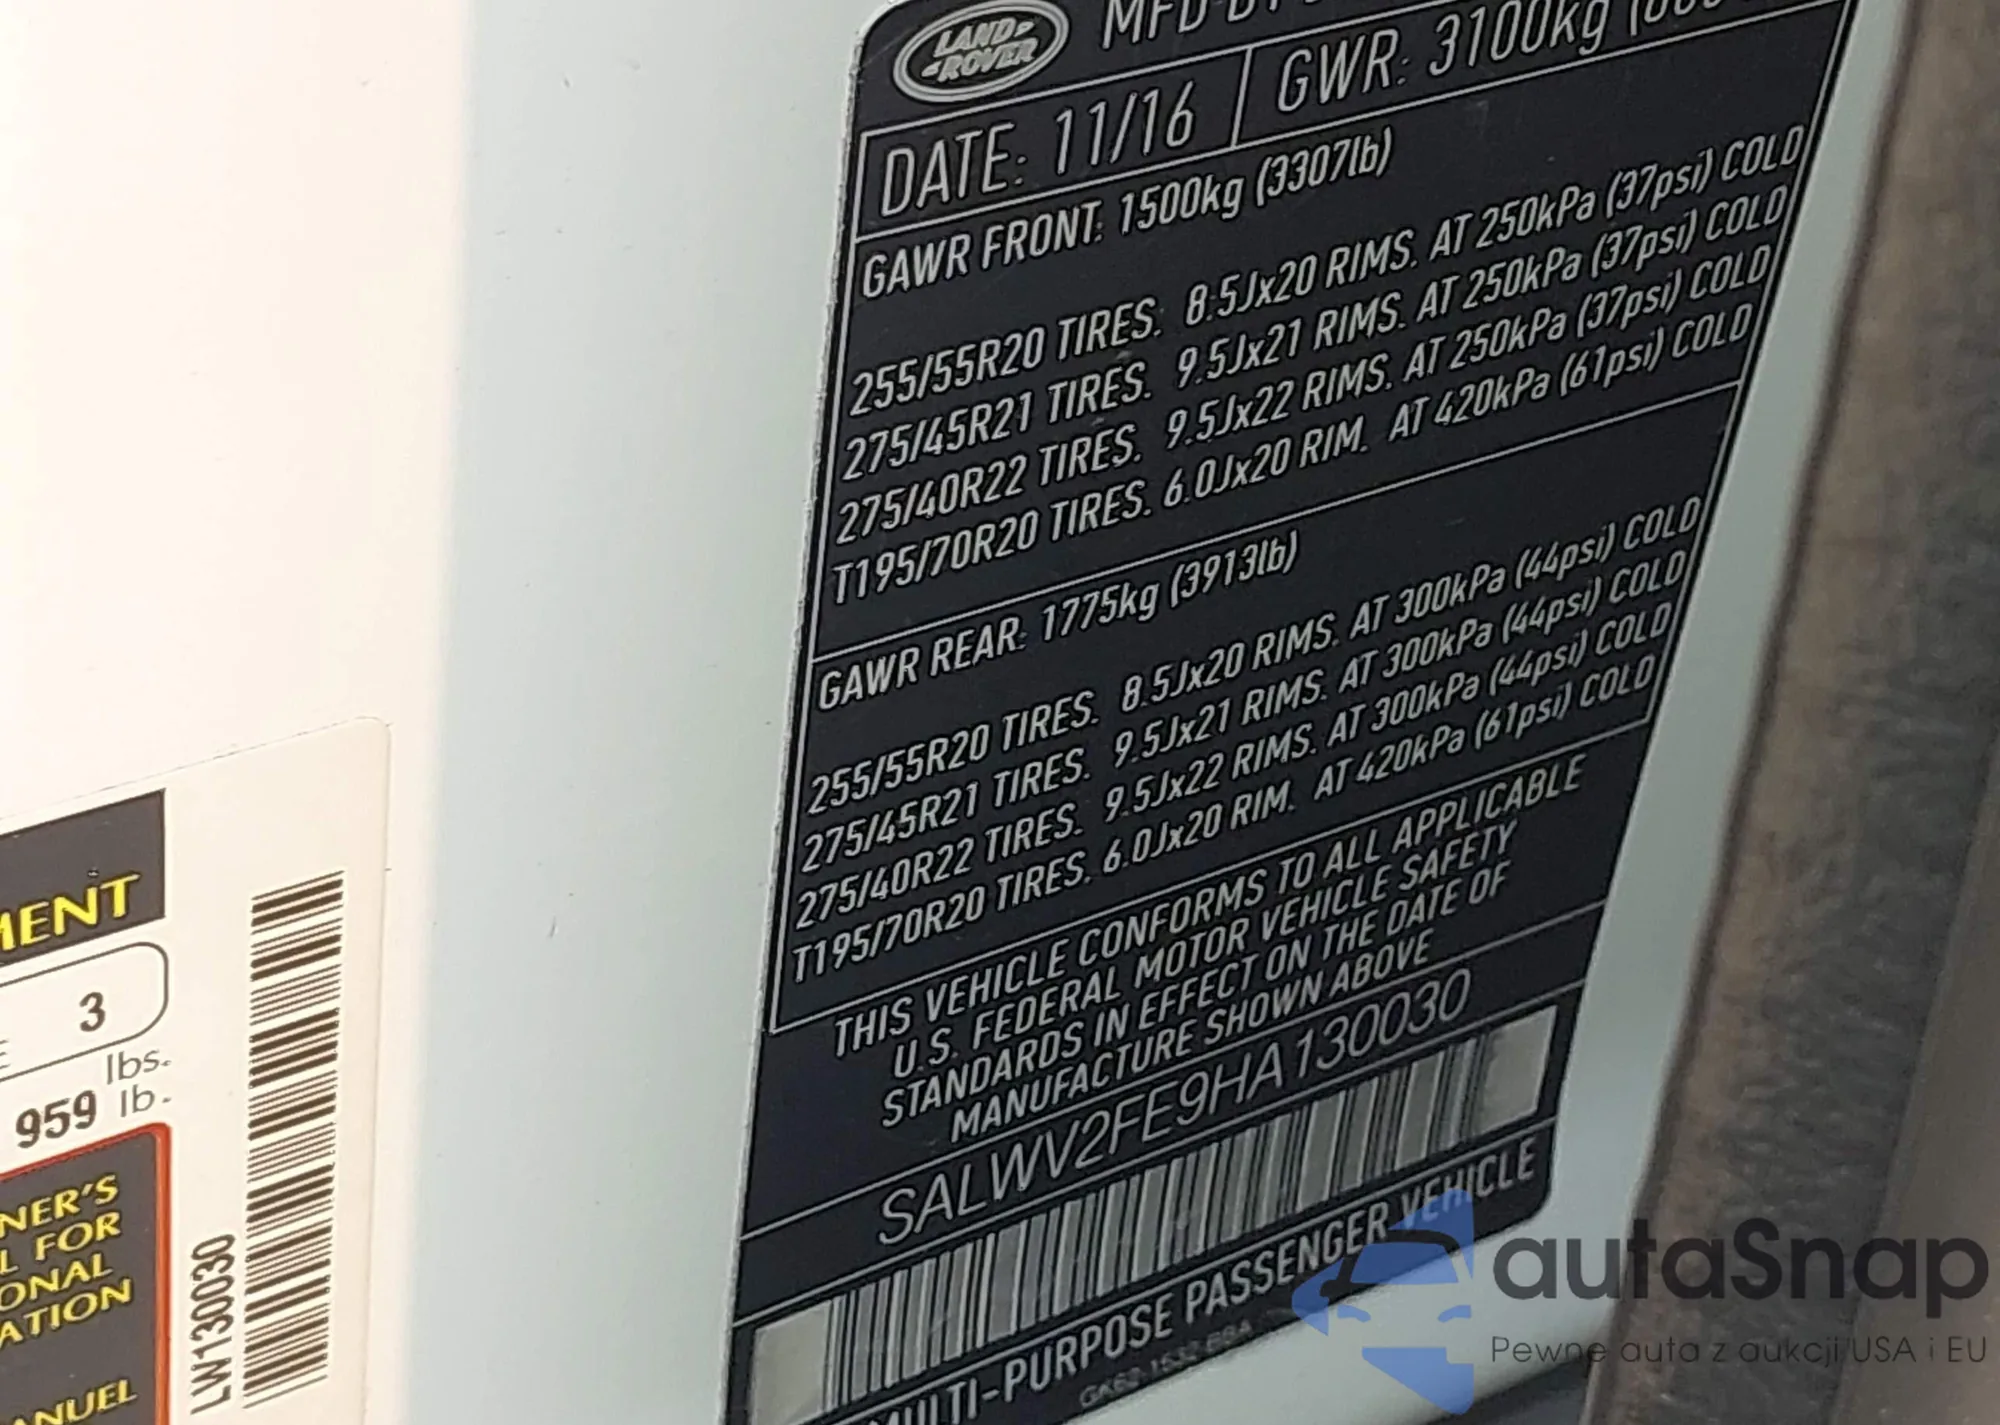 LAND
ROVER
MFD
DATE: 11/16
GWR: 3100kg
GAWR FRONT: 1500kg (3307lb)
255/55R20 TIRES. 8.5Jx20 RIMS. AT 250kPa (37psi) COLD
275/45R21 TIRES. 9.5Jx21 RIMS. AT 250kPa (37psi) COLD
275/40R22 TIRES. 9.5Jx22 RIMS. AT 250kPa (37psi) COLD
T195/70R20 TIRES. 6.0Jx20 RIM. AT 420kPa (61psi) COLD
GAWR REAR: 1775kg (3913lb)
255/55R20 TIRES. 8.5Jx20 RIMS. AT 300kPa (44psi) COLD
275/45R21 TIRES. 9.5Jx21 RIMS. AT 300kPa (44psi) COLD
275/40R22 TIRES. 9.5Jx22 RIMS. AT 300kPa (44psi) COLD
T195/70R20 TIRES. 6.0Jx20 RIM. AT 420kPa (61psi) COLD
THIS VEHICLE CONFORMS TO ALL APPLICABLE
U.S. FEDERAL MOTOR VEHICLE SAFETY
STANDARDS IN EFFECT ON THE DATE OF
MANUFACTURE SHOWN ABOVE
SALWV2FE9HA130030
MULTI-PURPOSE PASSENGER VEHICLE
MENT
3
lbs.
959 lb.
NER'S
L FOR
ONAL
ATION
ANUEL
LW130030
autaSnap
Pewne auta z aukcji USA i EU